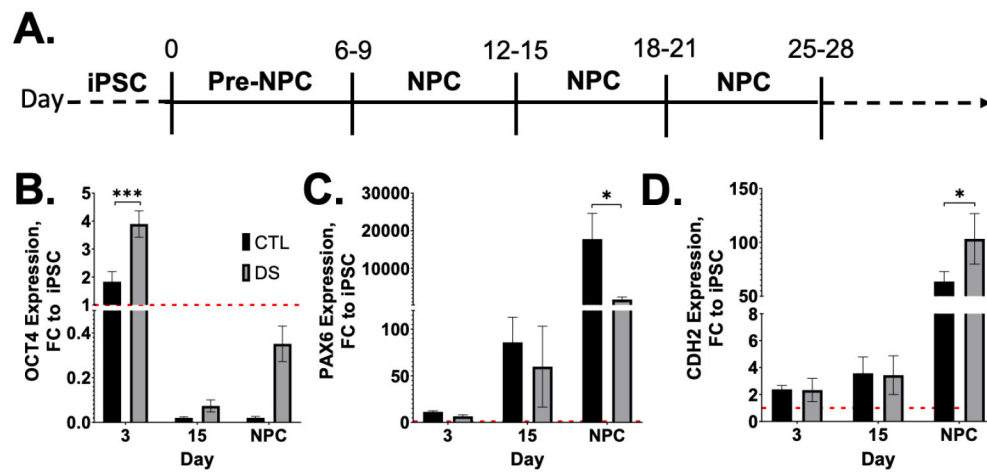 A.
0 6-9 12-15 18-21 25-28
iPSC Pre-NPC NPC NPC NPC
Day
B.
OCT4 Expression,
FC to iPSC
5
4
3
2
1
0.4
0.2
0.0
***
CTL
DS
3 15 NPC
Day
C.
PAX6 Expression,
FC to iPSC
30000
20000
10000
100
50
0
*
3 15 NPC
Day
D.
CDH2 Expression,
FC to iPSC
150
100
50
8
6
4
2
0
*
3 15 NPC
Day